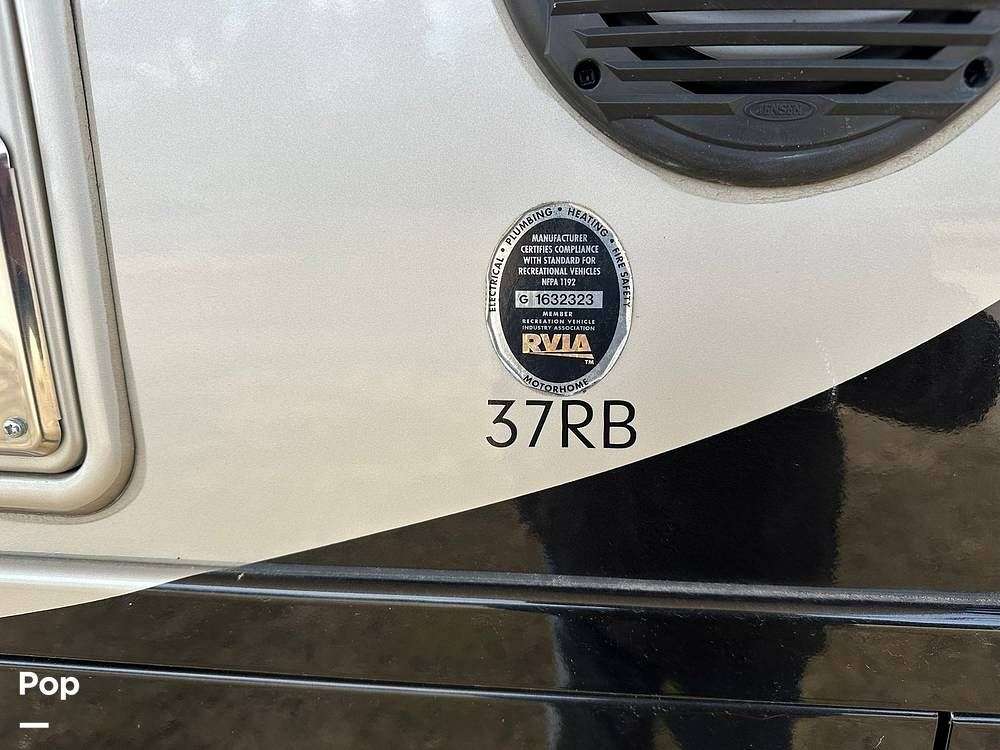 JENSEN
ELECTRICAL • PLUMBING • HEATING • FIRE SAFETY
MANUFACTURER
CERTIFIES COMPLIANCE
WITH STANDARD FOR
RECREATIONAL VEHICLES
NFPA 1192
G 1632323
MEMBER
RECREATION VEHICLE
INDUSTRY ASSOCIATION
RVIA
TM
MOTORHOME
37RB
Pop